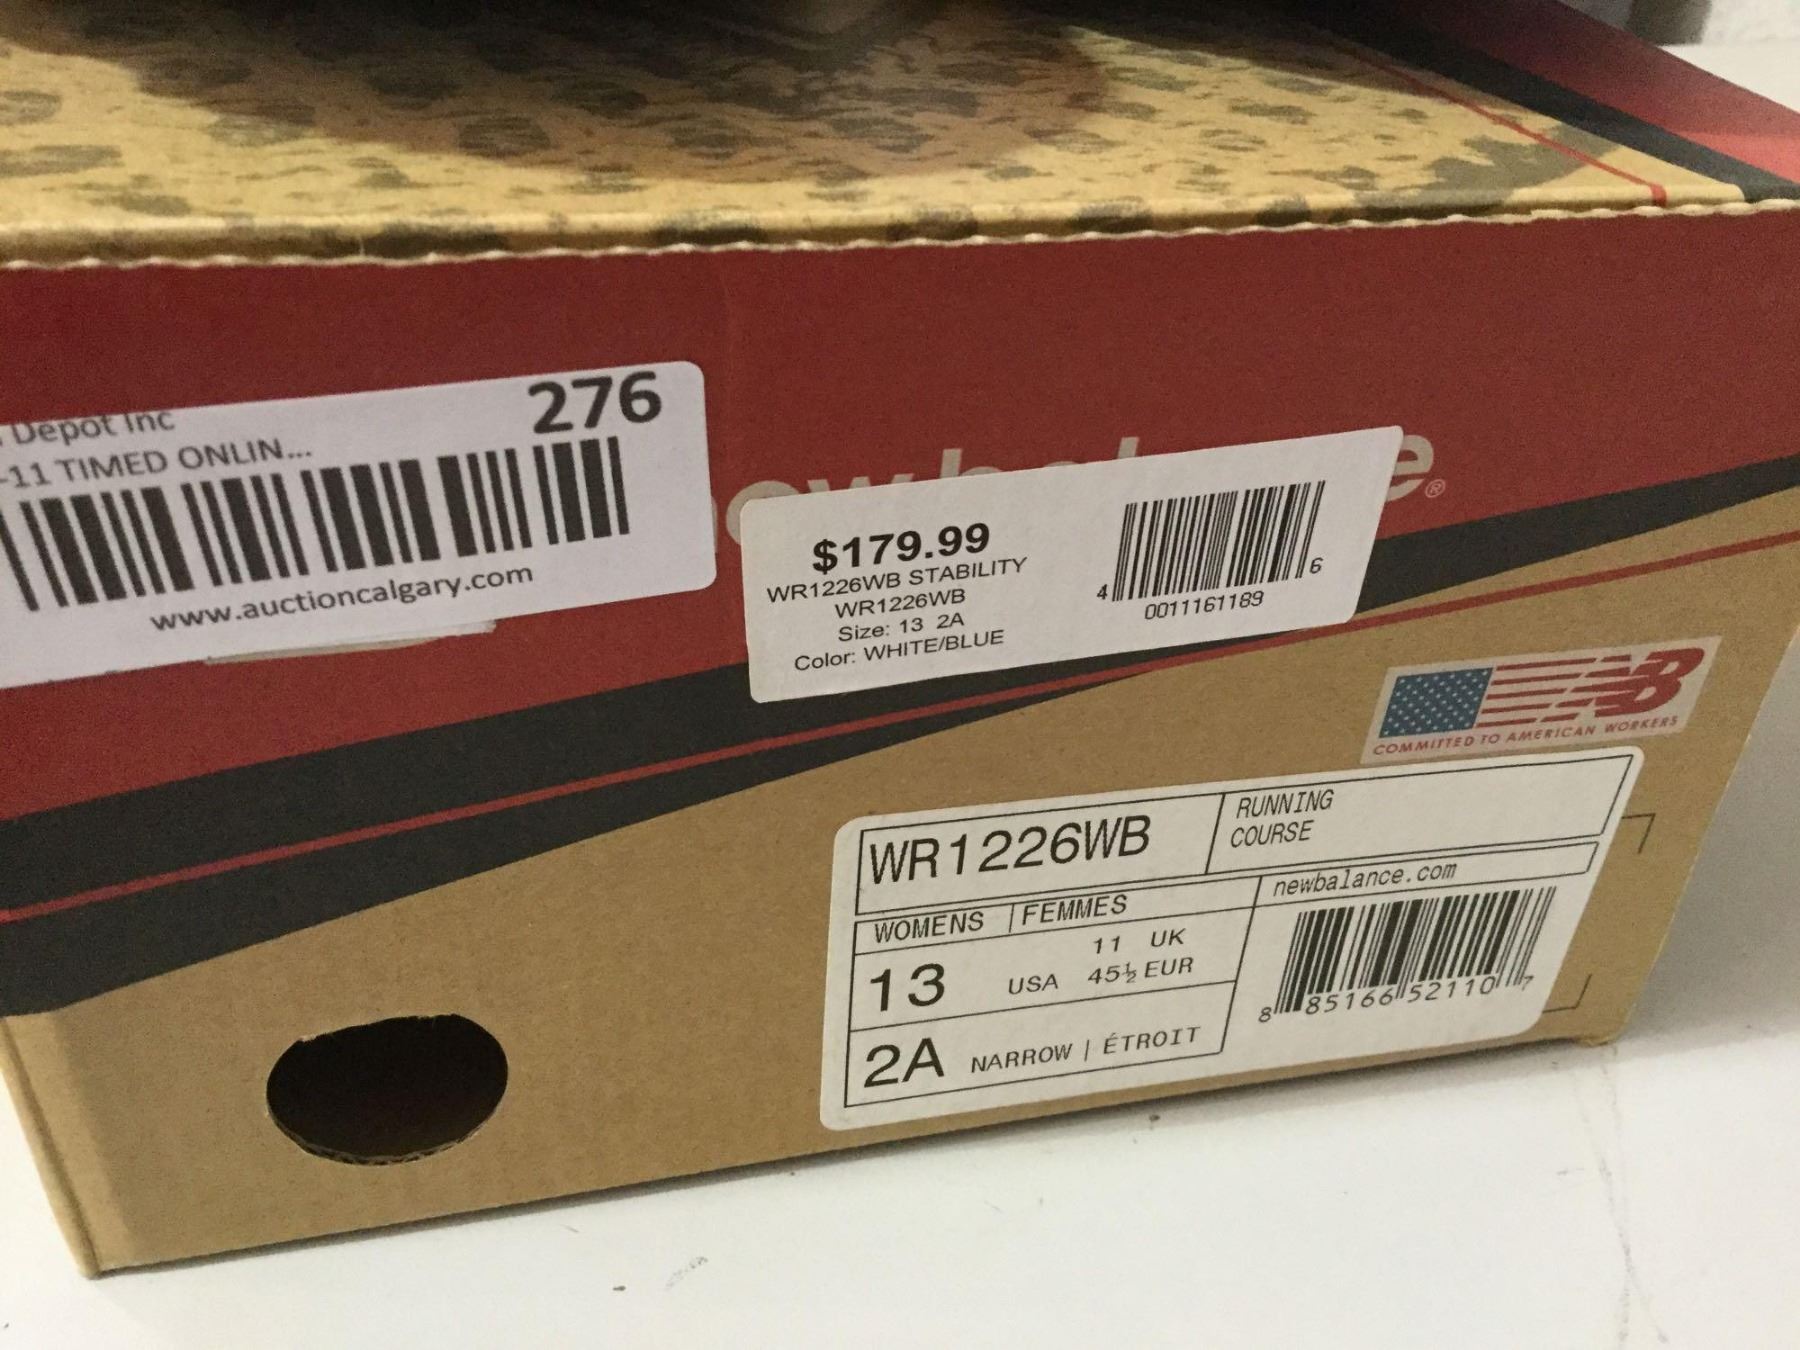 Depot Inc
276
-11 TIMED ONLIN...
www.auctioncalgary.com
$179.99
WR1226WB STABILITY
WR1226WB
Size: 13 2A
Color: WHITE/BLUE
4 0011161189 6
COMMITTED TO AMERICAN WORKERS
WR1226WB
RUNNING
COURSE
newbalance.com
WOMENS | FEMMES
11 UK
13 USA 45½ EUR
2A NARROW | ÉTROIT
8 85166 52110 7